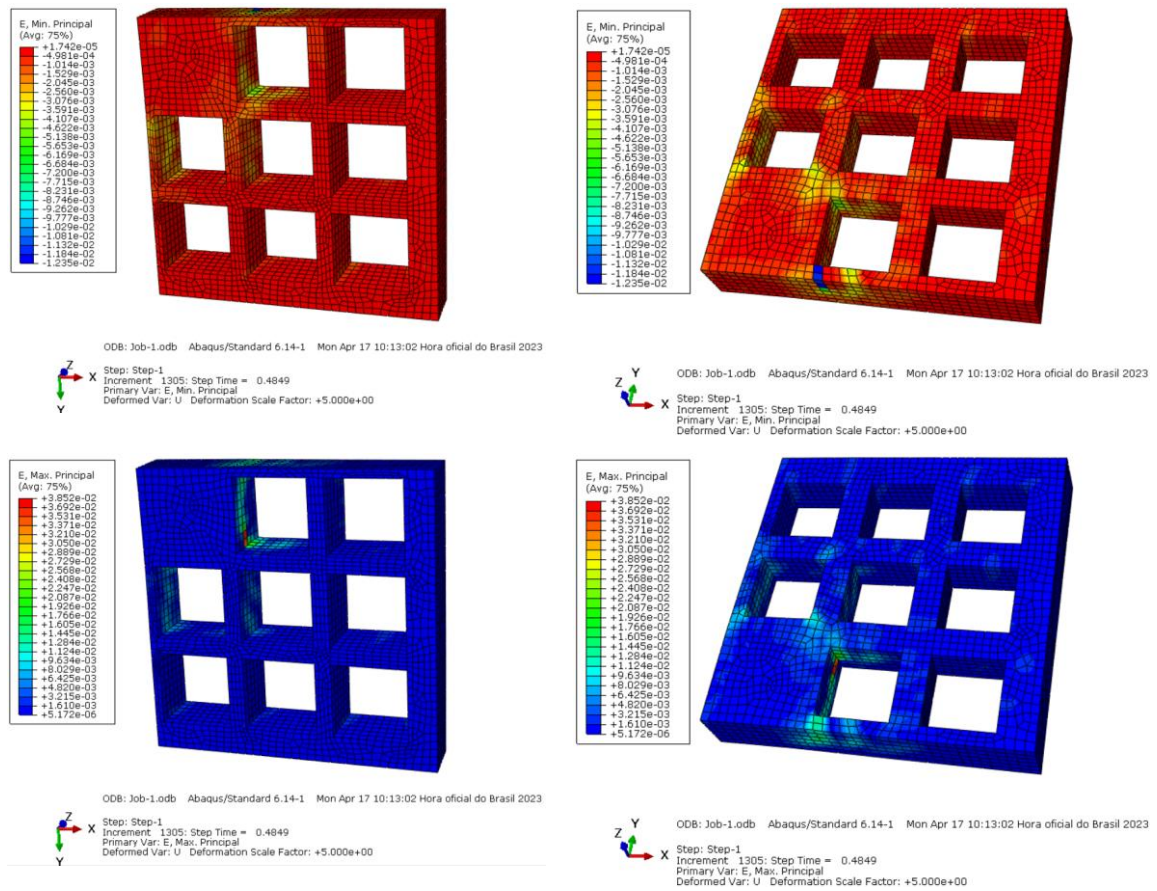 E, Min. Principal
(Avg: 75%)
+1.742e-05
-4.981e-04
-1.014e-03
-1.529e-03
-2.045e-03
-2.560e-03
-3.076e-03
-3.591e-03
-4.107e-03
-4.622e-03
-5.138e-03
-5.653e-03
-6.169e-03
-6.684e-03
-7.200e-03
-7.715e-03
-8.231e-03
-8.746e-03
-9.262e-03
-9.777e-03
-1.029e-02
-1.081e-02
-1.132e-02
-1.184e-02
-1.235e-02
ODB: Job-1.odb Abaqus/Standard 6.14-1 Mon Apr 17 10:13:02 Hora oficial do Brasil 2023
Z
X
Y
Step: Step-1
Increment 1305: Step Time = 0.4849
Primary Var: E, Min. Principal
Deformed Var: U Deformation Scale Factor: +5.000e+00
E, Min. Principal
(Avg: 75%)
+1.742e-05
-4.981e-04
-1.014e-03
-1.529e-03
-2.045e-03
-2.560e-03
-3.076e-03
-3.591e-03
-4.107e-03
-4.622e-03
-5.138e-03
-5.653e-03
-6.169e-03
-6.684e-03
-7.200e-03
-7.715e-03
-8.231e-03
-8.746e-03
-9.262e-03
-9.777e-03
-1.029e-02
-1.081e-02
-1.132e-02
-1.184e-02
-1.235e-02
ODB: Job-1.odb Abaqus/Standard 6.14-1 Mon Apr 17 10:13:02 Hora oficial do Brasil 2023
Y
Z
X
Step: Step-1
Increment 1305: Step Time = 0.4849
Primary Var: E, Min. Principal
Deformed Var: U Deformation Scale Factor: +5.000e+00
E, Max. Principal
(Avg: 75%)
+3.852e-02
+3.692e-02
+3.531e-02
+3.371e-02
+3.210e-02
+3.050e-02
+2.889e-02
+2.729e-02
+2.568e-02
+2.408e-02
+2.247e-02
+2.087e-02
+1.926e-02
+1.766e-02
+1.605e-02
+1.445e-02
+1.284e-02
+1.124e-02
+9.634e-03
+8.029e-03
+6.425e-03
+4.820e-03
+3.215e-03
+1.610e-03
+5.172e-06
ODB: Job-1.odb Abaqus/Standard 6.14-1 Mon Apr 17 10:13:02 Hora oficial do Brasil 2023
Z
X
Y
Step: Step-1
Increment 1305: Step Time = 0.4849
Primary Var: E, Max. Principal
Deformed Var: U Deformation Scale Factor: +5.000e+00
E, Max. Principal
(Avg: 75%)
+3.852e-02
+3.692e-02
+3.531e-02
+3.371e-02
+3.210e-02
+3.050e-02
+2.889e-02
+2.729e-02
+2.568e-02
+2.408e-02
+2.247e-02
+2.087e-02
+1.926e-02
+1.766e-02
+1.605e-02
+1.445e-02
+1.284e-02
+1.124e-02
+9.634e-03
+8.029e-03
+6.425e-03
+4.820e-03
+3.215e-03
+1.610e-03
+5.172e-06
ODB: Job-1.odb Abaqus/Standard 6.14-1 Mon Apr 17 10:13:02 Hora oficial do Brasil 2023
Y
Z
X
Step: Step-1
Increment 1305: Step Time = 0.4849
Primary Var: E, Max. Principal
Deformed Var: U Deformation Scale Factor: +5.000e+00